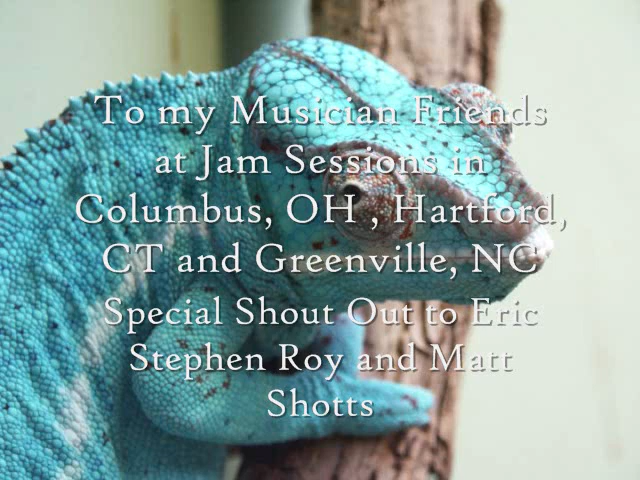 To my Musician Friends
at Jam Sessions in
Columbus, OH , Hartford,
CT and Greenville, NC
Special Shout Out to Eric
Stephen Roy and Matt
Shotts